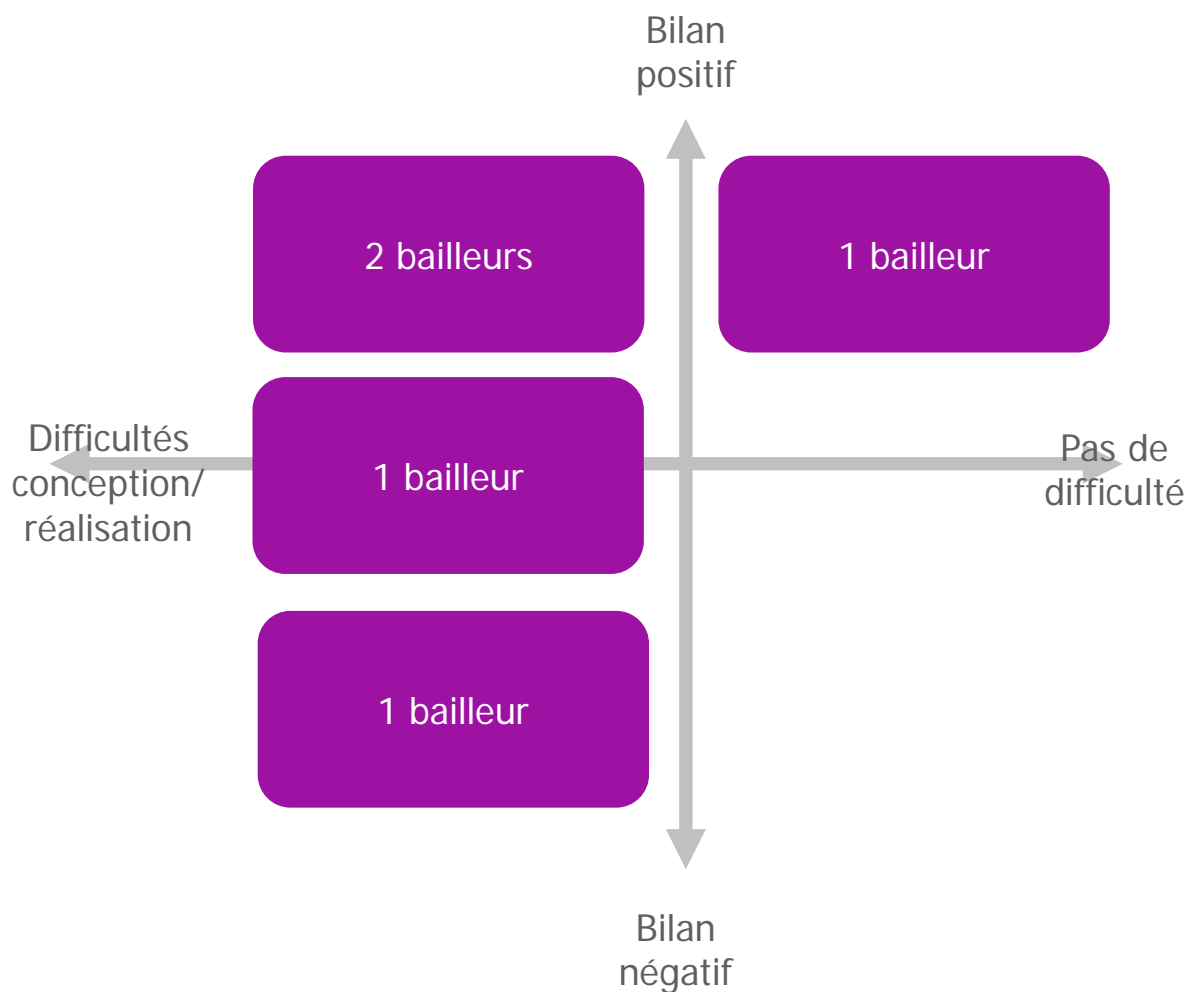 Bilan
positif
2 bailleurs
1 bailleur
Difficultés
conception/
réalisation
1 bailleur
Pas de
difficulté
1 bailleur
Bilan
négatif